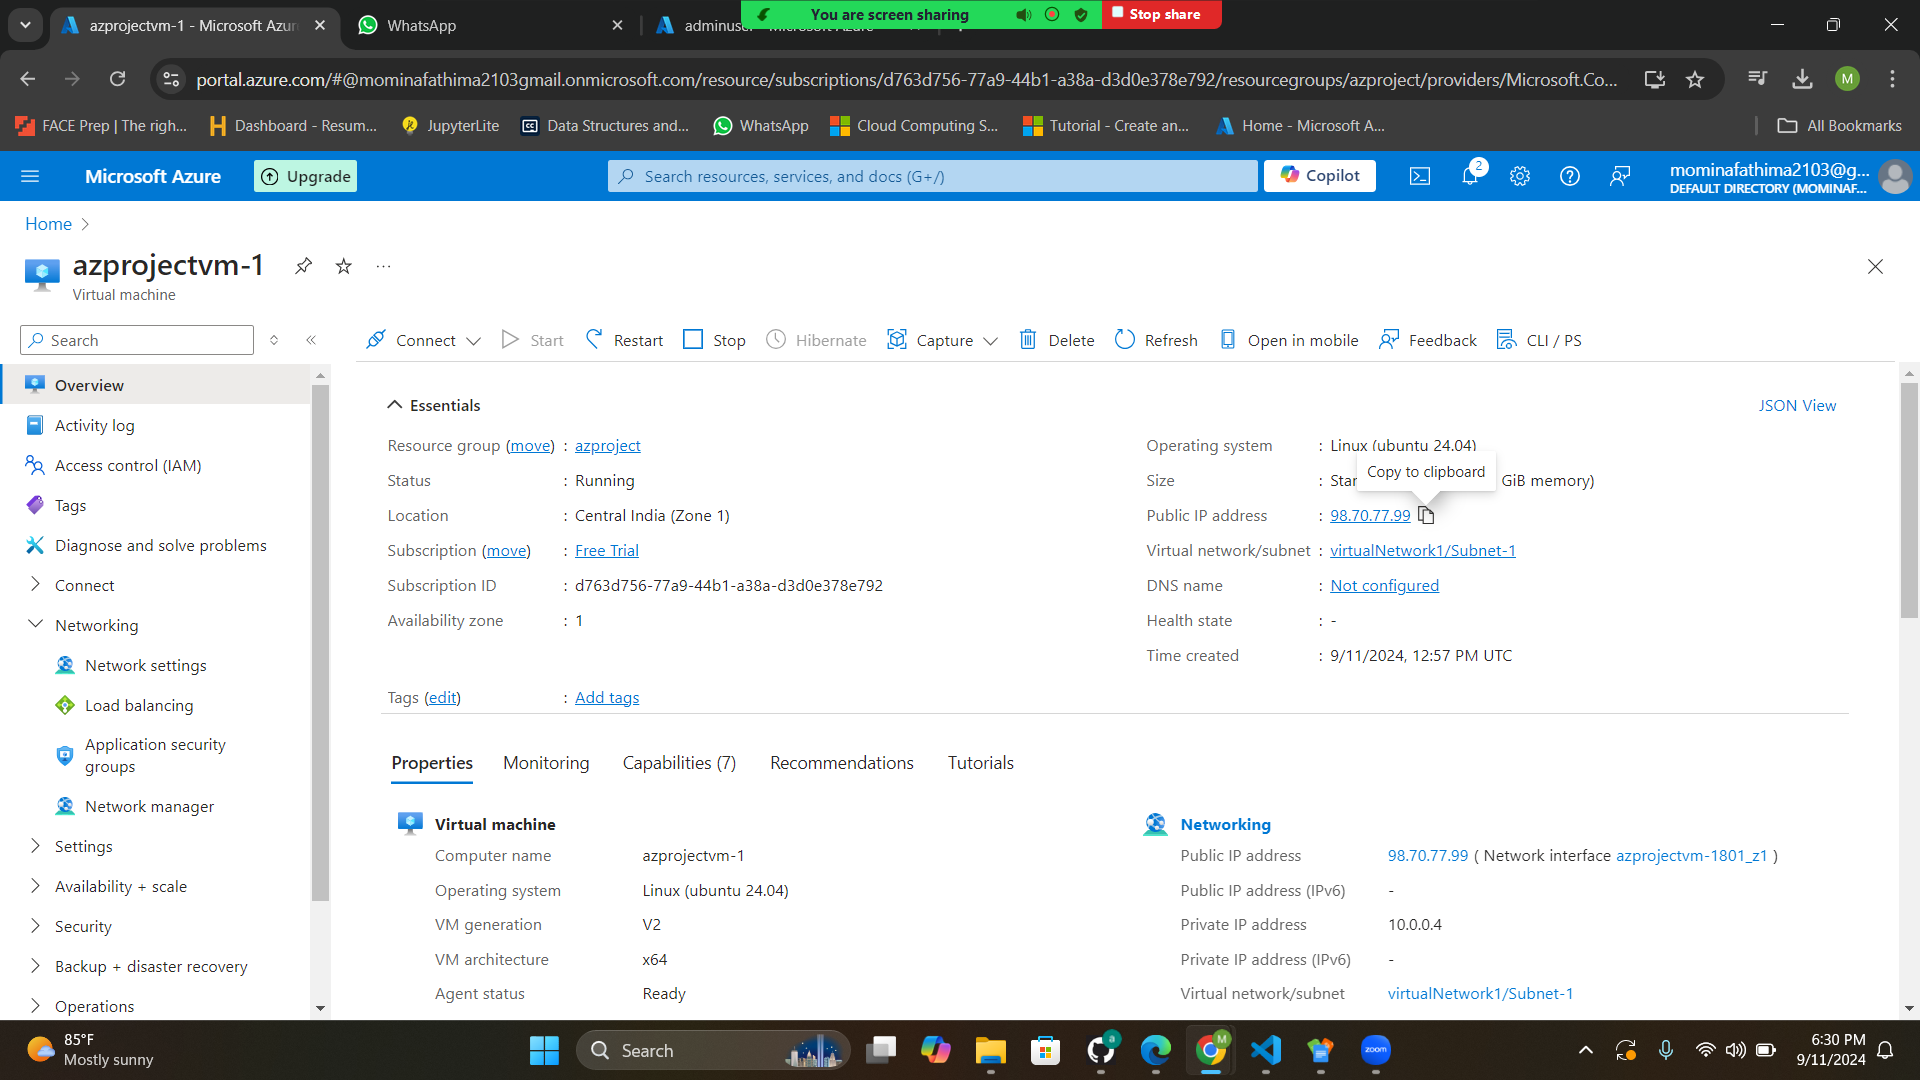 azprojectvm-1 - Microsoft Azur
WhatsApp
adminuse
You are screen sharing
Stop share
portal.azure.com/#@mominafathima2103gmail.onmicrosoft.com/resource/subscriptions/d763d756-77a9-44b1-a38a-d3d0e378e792/resourcegroups/azproject/providers/Microsoft.Co...
M
FACE Prep | The righ...
Dashboard - Resum...
JupyterLite
Data Structures and...
WhatsApp
Cloud Computing S...
Tutorial - Create an...
Home - Microsoft A...
All Bookmarks
Microsoft Azure
Upgrade
Search resources, services, and docs (G+/)
Copilot
2
mominafathima2103@g...
DEFAULT DIRECTORY (MOMINAF...
Home
azprojectvm-1
Virtual machine
Search
Connect
Start
Restart
Stop
Hibernate
Capture
Delete
Refresh
Open in mobile
Feedback
CLI / PS
Overview
Activity log
Access control (IAM)
Tags
Diagnose and solve problems
Connect
Networking
Network settings
Load balancing
Application security
groups
Network manager
Settings
Availability + scale
Security
Backup + disaster recovery
Operations
Essentials
JSON View
Resource group (move) : azproject
Status : Running
Location : Central India (Zone 1)
Subscription (move) : Free Trial
Subscription ID : d763d756-77a9-44b1-a38a-d3d0e378e792
Availability zone : 1
Operating system : Linux (ubuntu 24.04)
Copy to clipboard
Size : Star GiB memory)
Public IP address : 98.70.77.99
Virtual network/subnet : virtualNetwork1/Subnet-1
DNS name : Not configured
Health state : -
Time created : 9/11/2024, 12:57 PM UTC
Tags (edit) : Add tags
Properties
Monitoring
Capabilities (7)
Recommendations
Tutorials
Virtual machine
Computer name azprojectvm-1
Operating system Linux (ubuntu 24.04)
VM generation V2
VM architecture x64
Agent status Ready
Networking
Public IP address 98.70.77.99 ( Network interface azprojectvm-1801_z1 )
Public IP address (IPv6) -
Private IP address 10.0.0.4
Private IP address (IPv6) -
Virtual network/subnet virtualNetwork1/Subnet-1
85°F
Mostly sunny
Search
a
M
zoom
6:30 PM
9/11/2024